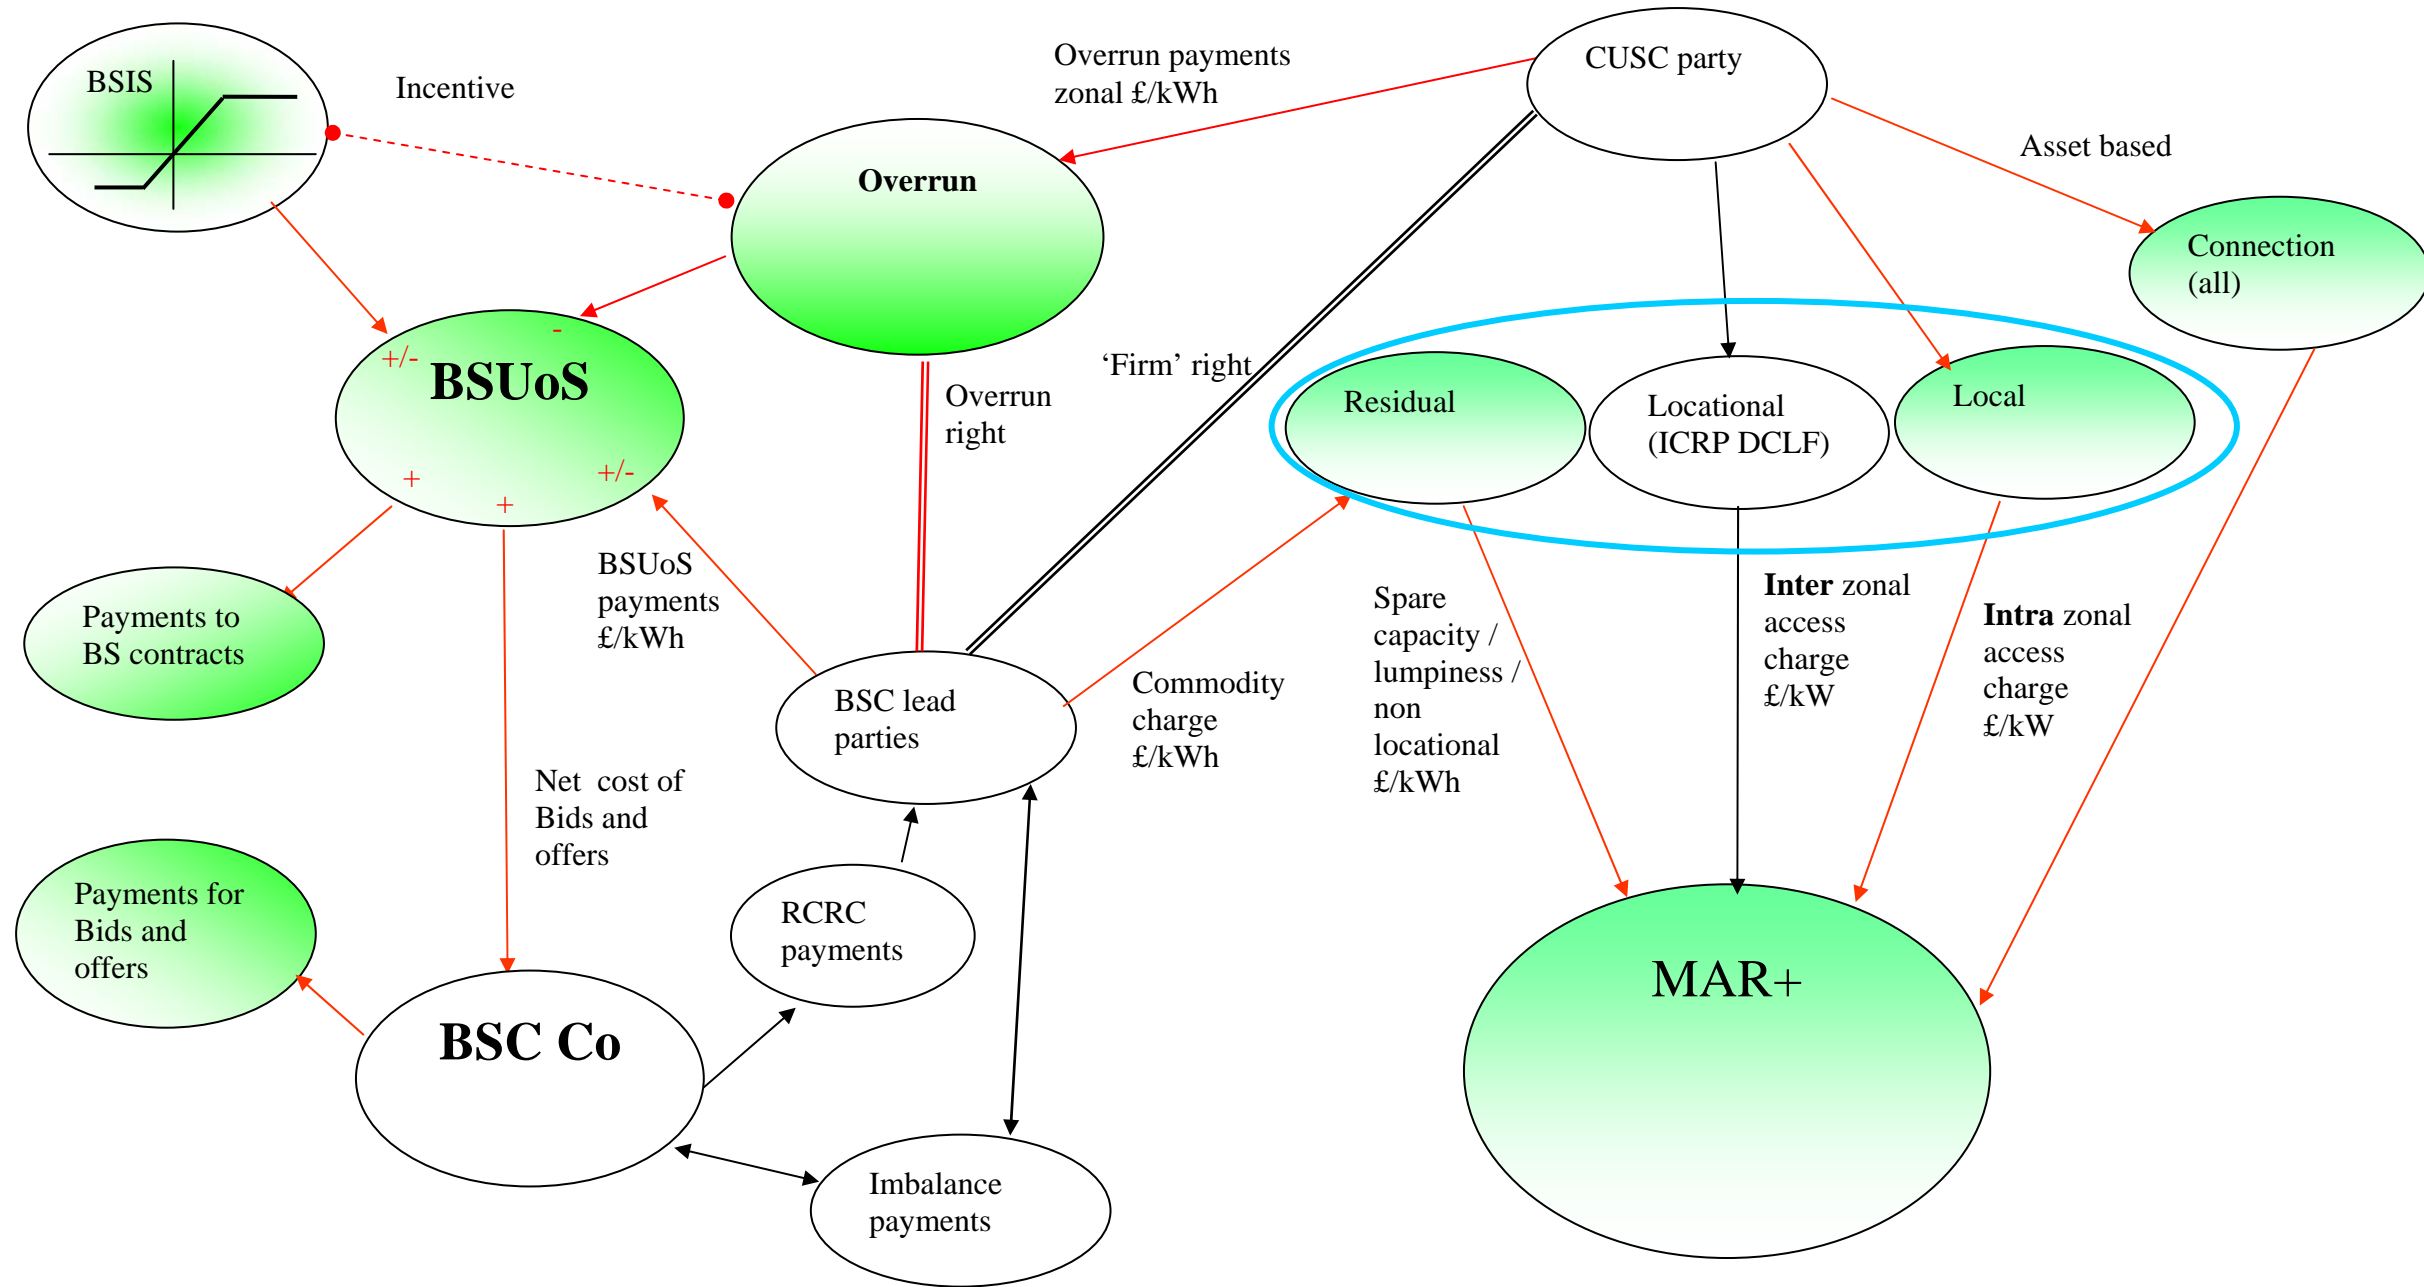 BSIS
Incentive
Overrun payments
zonal £/kWh
CUSC party
Asset based
Overrun
Connection
(all)
+/-
-
BSUoS
+
+
+/-
‘Firm’ right
Overrun
right
Residual
Locational
(ICRP DCLF)
Local
Payments to
BS contracts
BSUoS
payments
£/kWh
BSC lead
parties
Commodity
charge
£/kWh
Spare
capacity /
lumpiness /
non
locational
£/kWh
Inter zonal
access
charge
£/kW
Intra zonal
access
charge
£/kW
Net cost of
Bids and
offers
Payments for
Bids and
offers
RCRC
payments
BSC Co
MAR+
Imbalance
payments